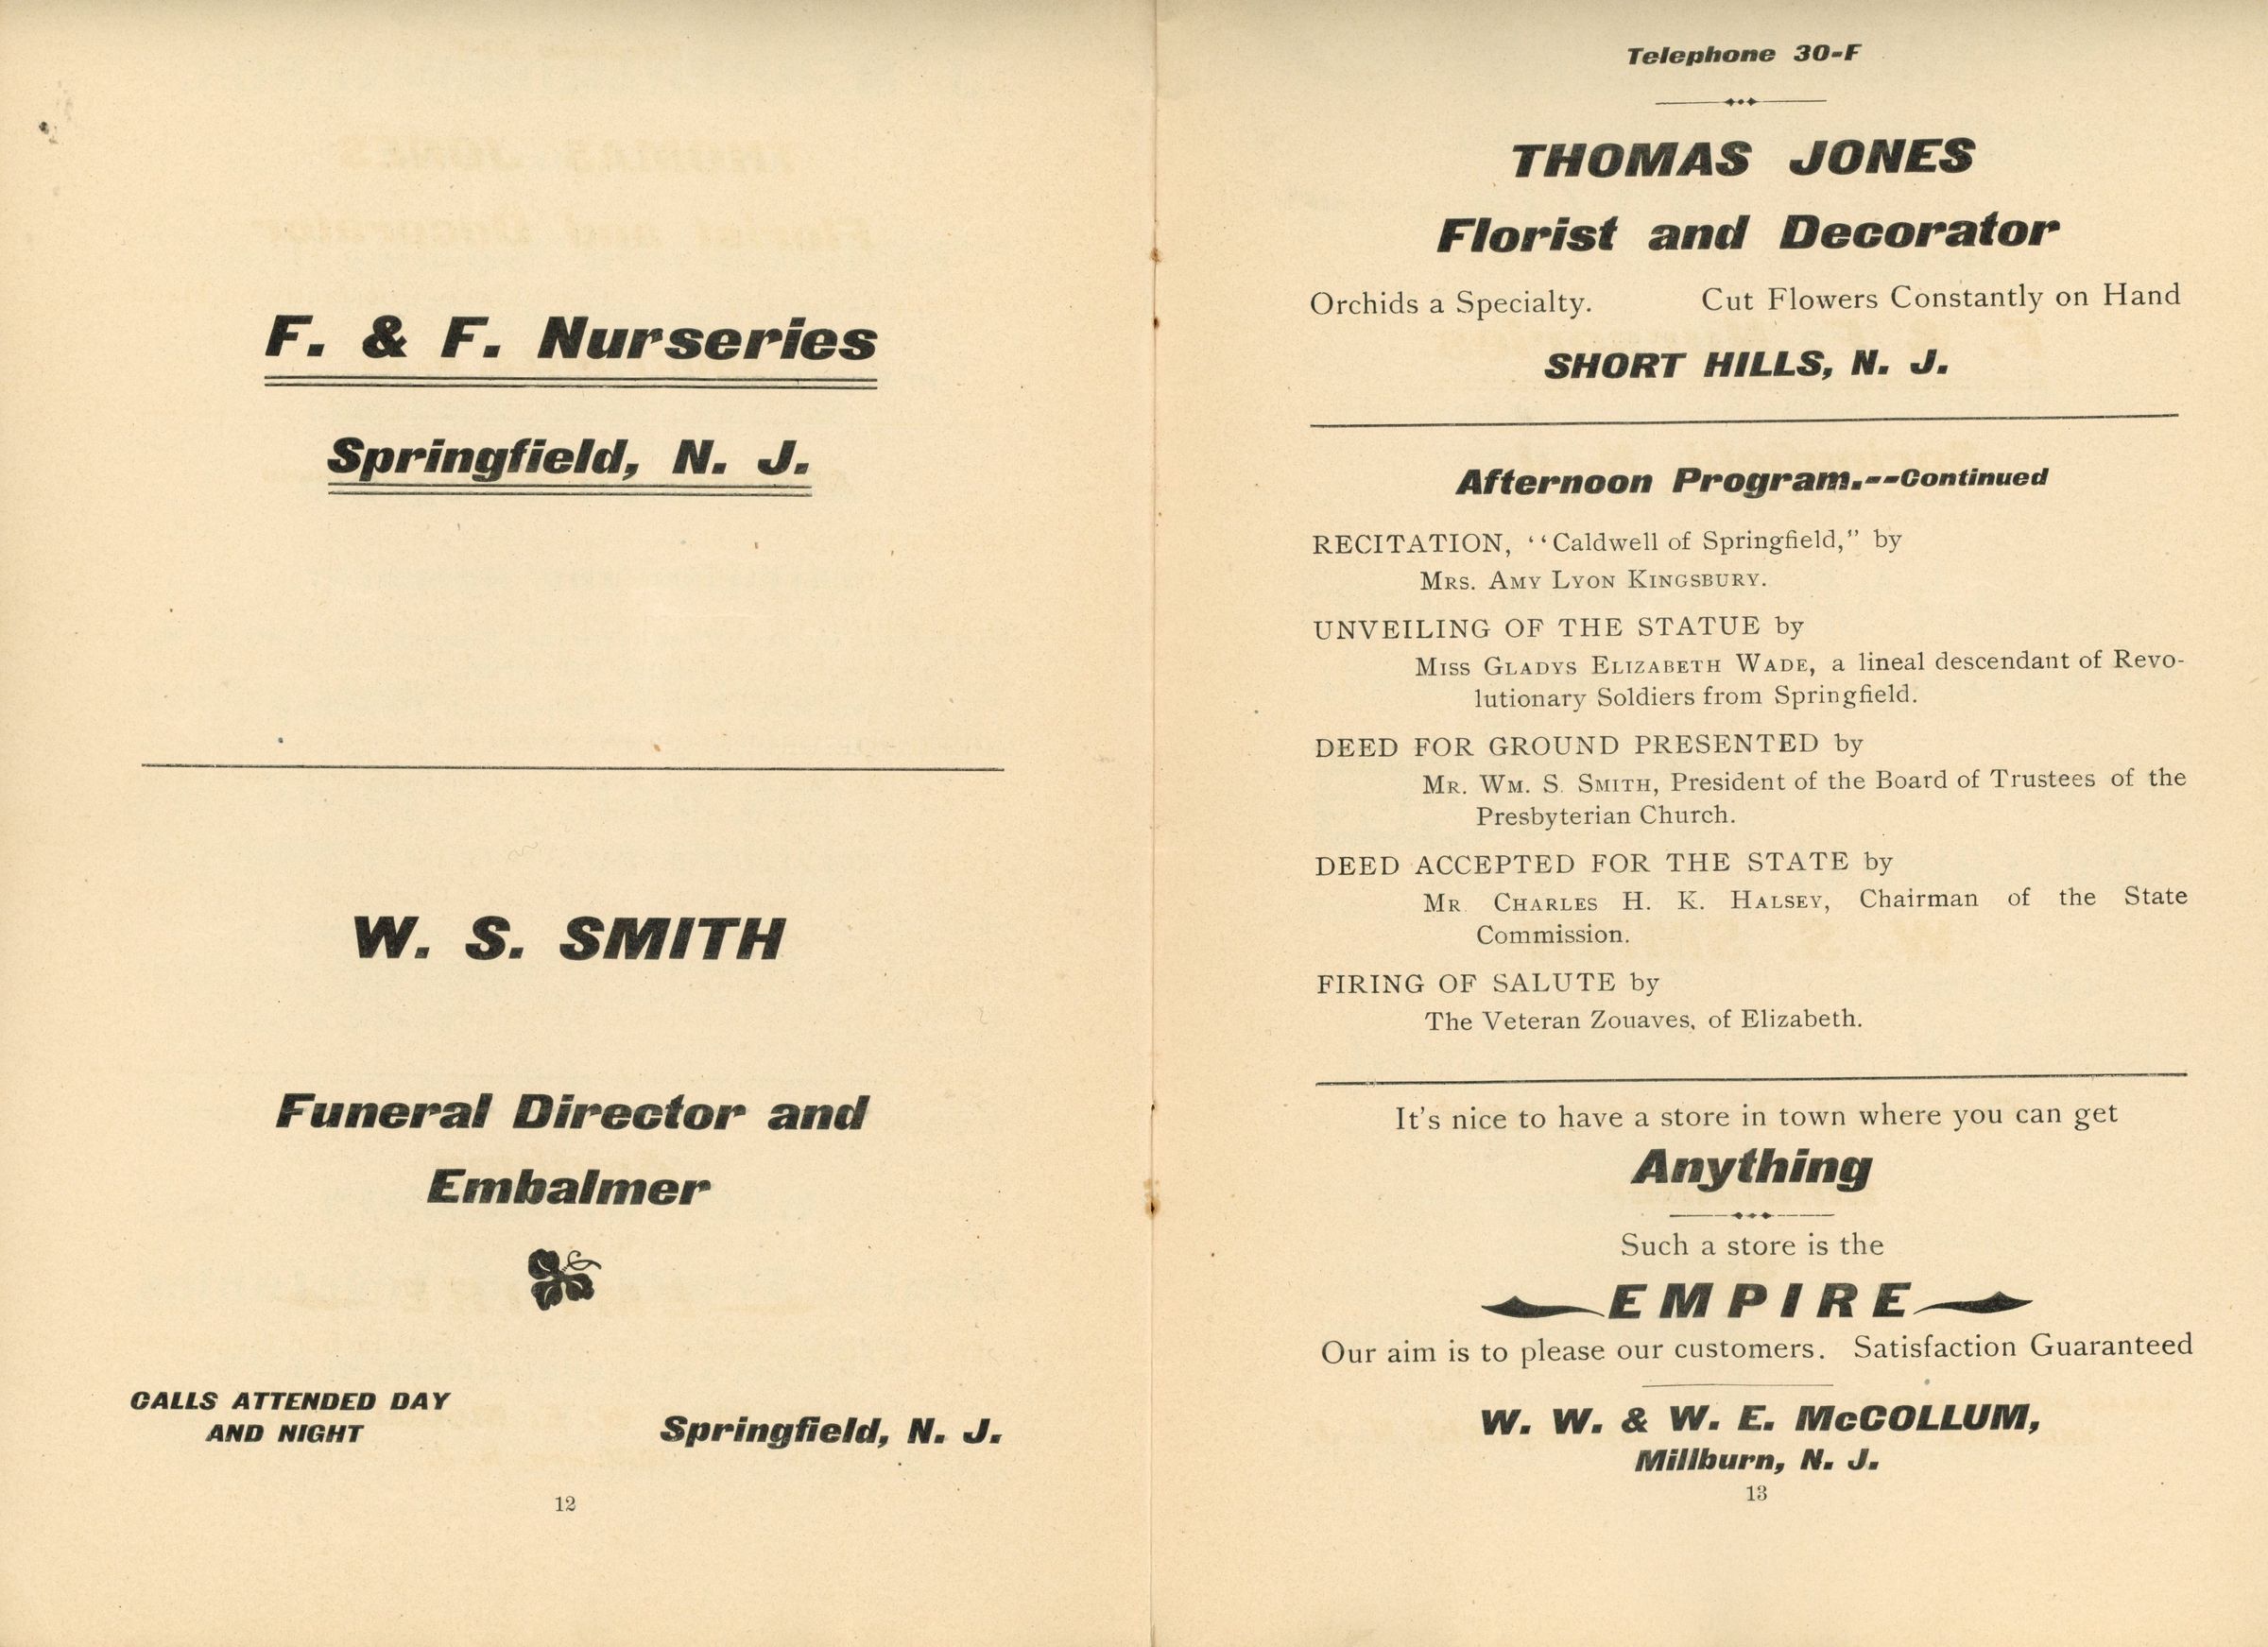 F. & F. Nurseries
Springfield, N. J.
W. S. SMITH
Funeral Director and
Embalmer
CALLS ATTENDED DAY
AND NIGHT
Springfield, N. J.
12
Telephone 30-F
THOMAS JONES
Florist and Decorator
Orchids a Specialty. Cut Flowers Constantly on Hand
SHORT HILLS, N. J.
Afternoon Program.--Continued
RECITATION, ‘‘Caldwell of Springfield,’’ by
MRS. AMY LYON KINGSBURY.
UNVEILING OF THE STATUE by
MISS GLADYS ELIZABETH WADE, a lineal descendant of Revo-
lutionary Soldiers from Springfield.
DEED FOR GROUND PRESENTED by
MR. WM. S. SMITH, President of the Board of Trustees of the
Presbyterian Church.
DEED ACCEPTED FOR THE STATE by
MR. CHARLES H. K. HALSEY, Chairman of the State
Commission.
FIRING OF SALUTE by
The Veteran Zouaves, of Elizabeth.
It's nice to have a store in town where you can get
Anything
Such a store is the
EMPIRE
Our aim is to please our customers. Satisfaction Guaranteed
W. W. & W. E. McCOLLUM,
Millburn, N. J.
13